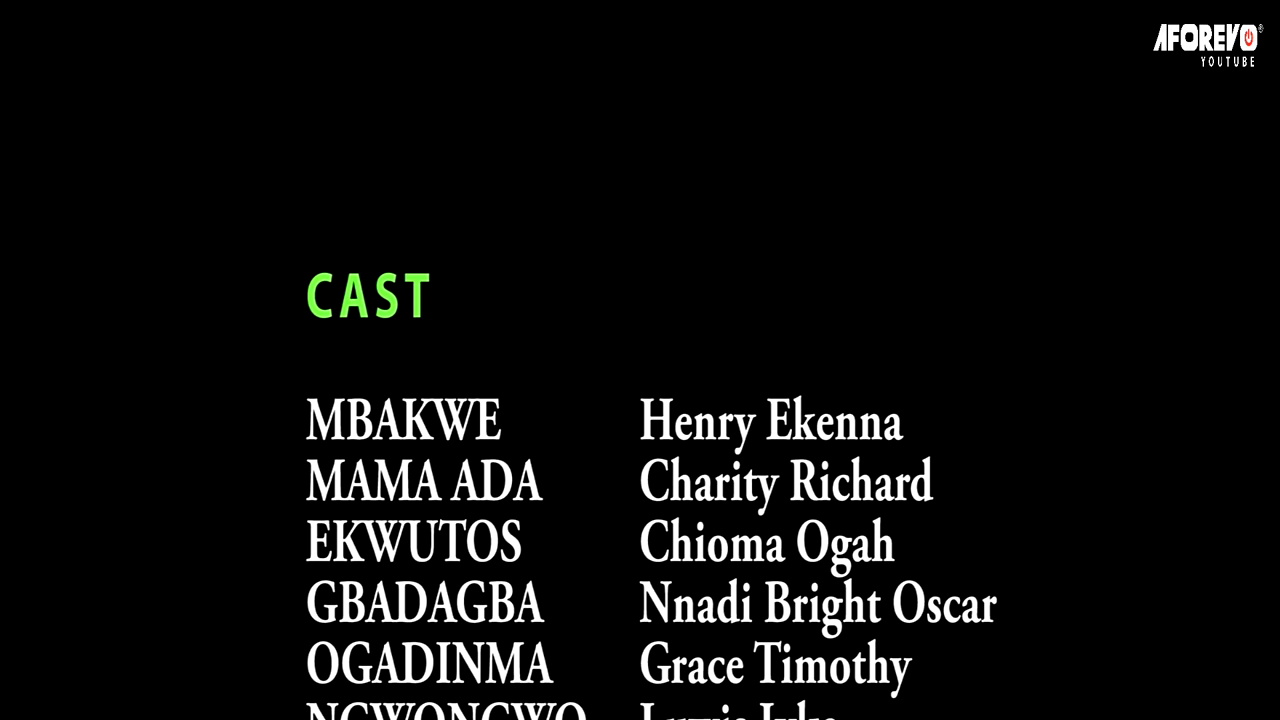 AFOREVO
YOUTUBE
CAST
MBAKWE Henry Ekenna
MAMA ADA Charity Richard
EKWUTOS Chioma Ogah
GBADAGBA Nnadi Bright Oscar
OGADINMA Grace Timothy
NGWONGWO